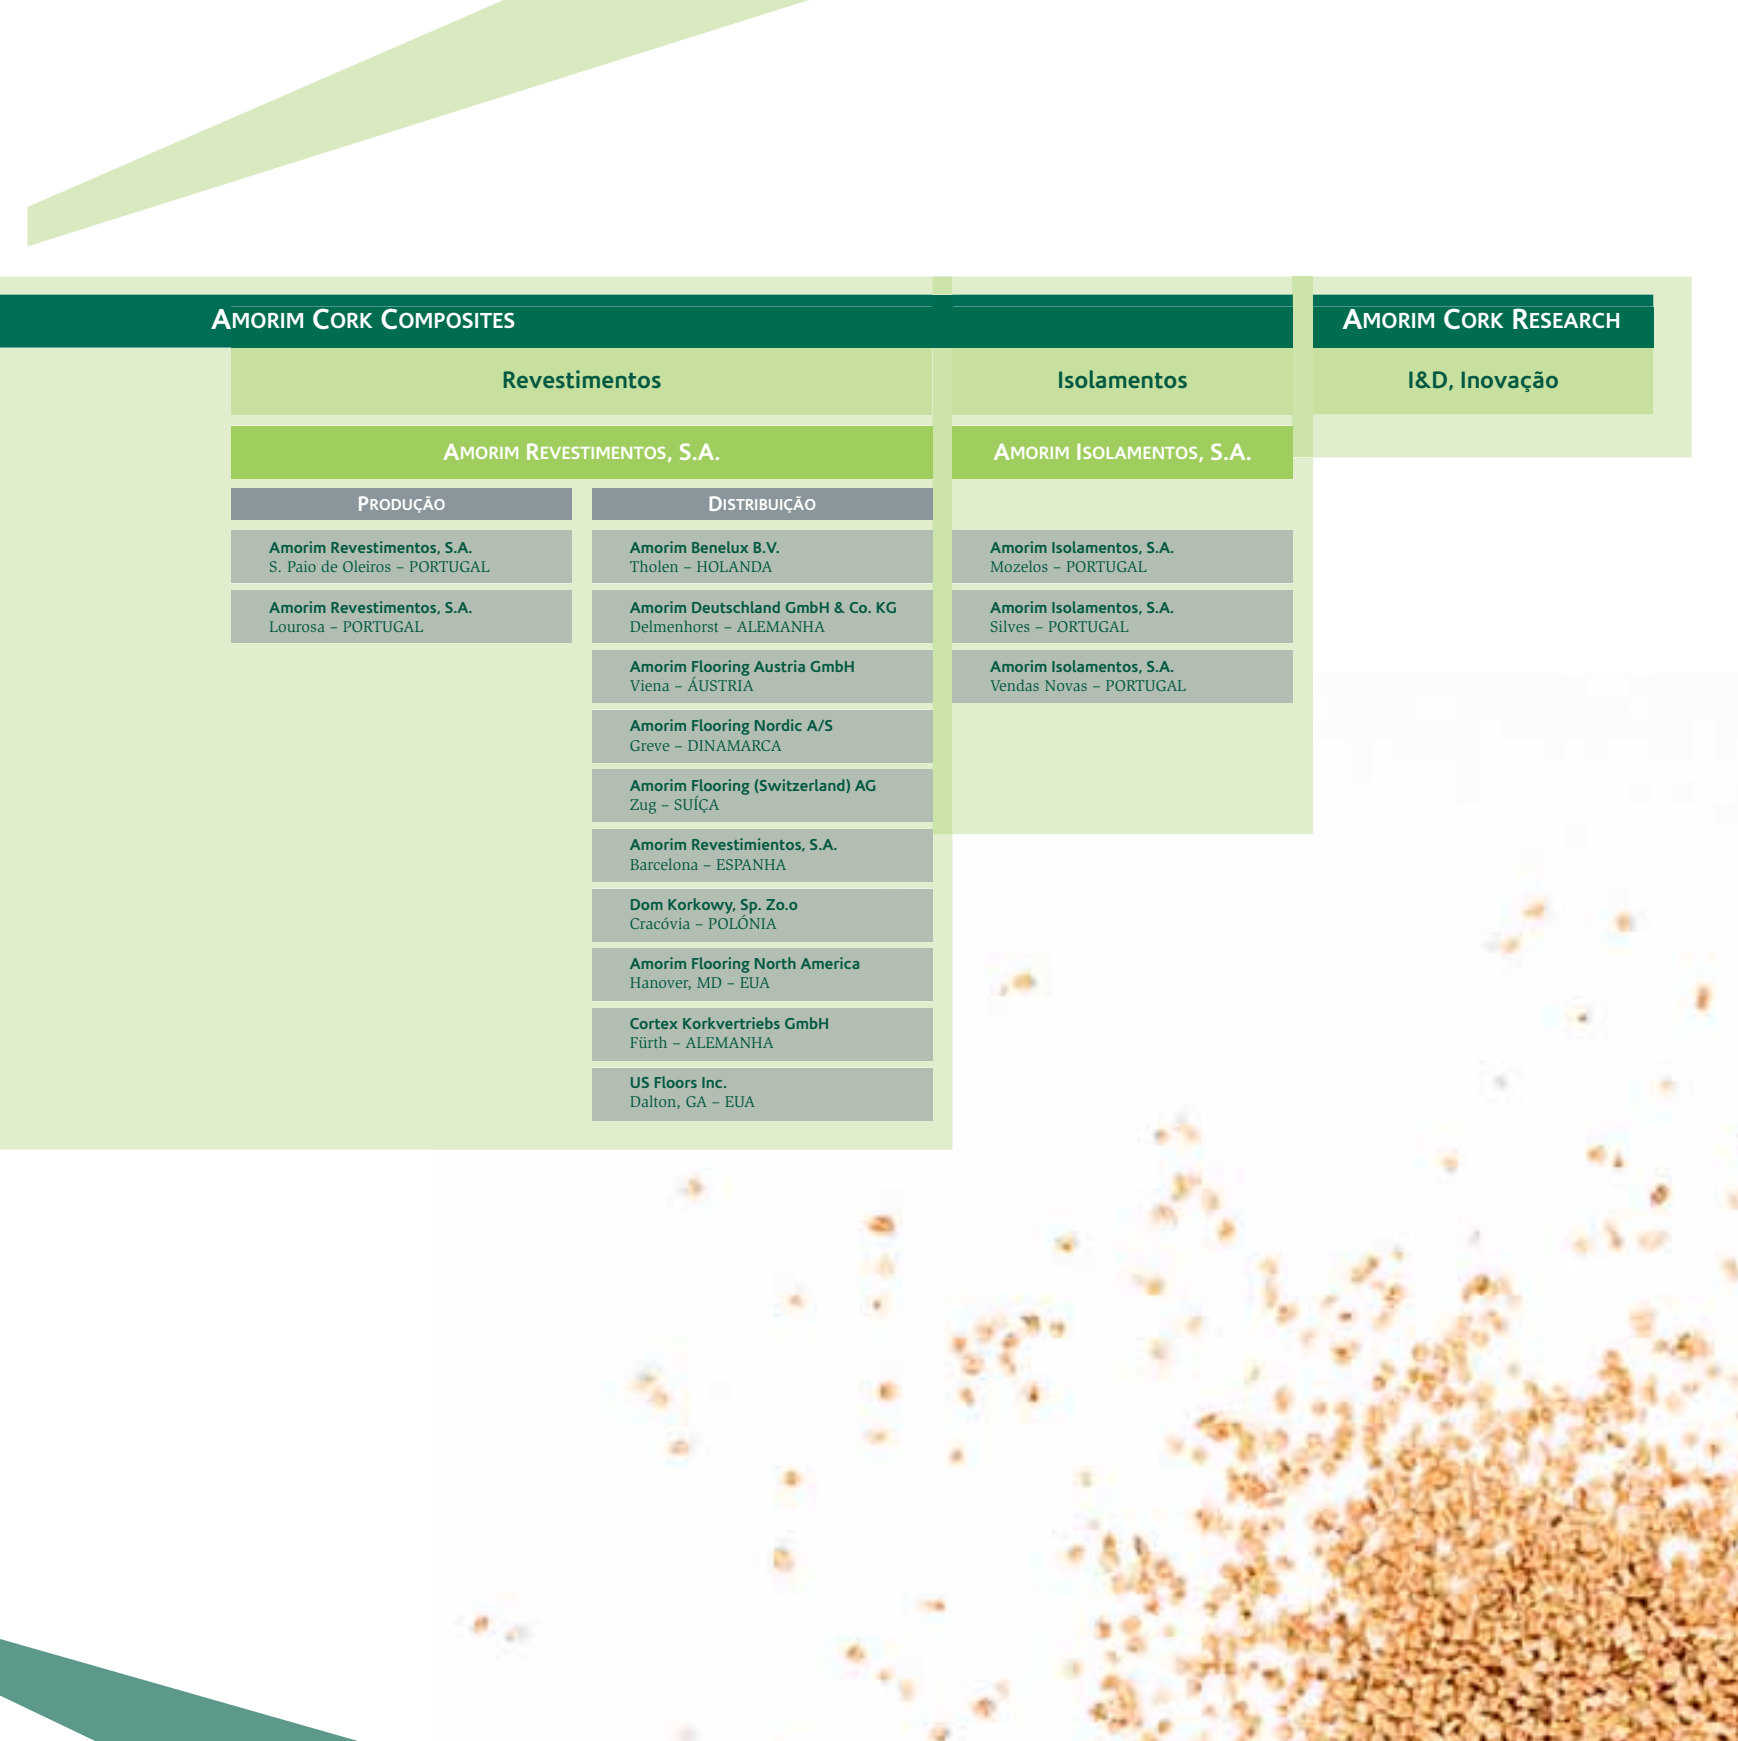 Amorim Cork Composites
Amorim Cork Research
Revestimentos
Isolamentos
I&D, Inovação
Amorim Revestimentos, S.A.
Amorim Isolamentos, S.A.
Produção
Distribuição
Amorim Revestimentos, S.A.
S. Paio de Oleiros – PORTUGAL
Amorim Revestimentos, S.A.
Lourosa – PORTUGAL
Amorim Benelux B.V.
Tholen – HOLANDA
Amorim Deutschland GmbH & Co. KG
Delmenhorst – ALEMANHA
Amorim Flooring Austria GmbH
Viena – ÁUSTRIA
Amorim Flooring Nordic A/S
Greve – DINAMARCA
Amorim Flooring (Switzerland) AG
Zug – SUÍÇA
Amorim Revestimientos, S.A.
Barcelona – ESPANHA
Dom Korkowy, Sp. Zo.o
Cracóvia – POLÓNIA
Amorim Flooring North America
Hanover, MD – EUA
Cortex Korkvertriebs GmbH
Fürth – ALEMANHA
US Floors Inc.
Dalton, GA – EUA
Amorim Isolamentos, S.A.
Mozelos – PORTUGAL
Amorim Isolamentos, S.A.
Silves – PORTUGAL
Amorim Isolamentos, S.A.
Vendas Novas – PORTUGAL